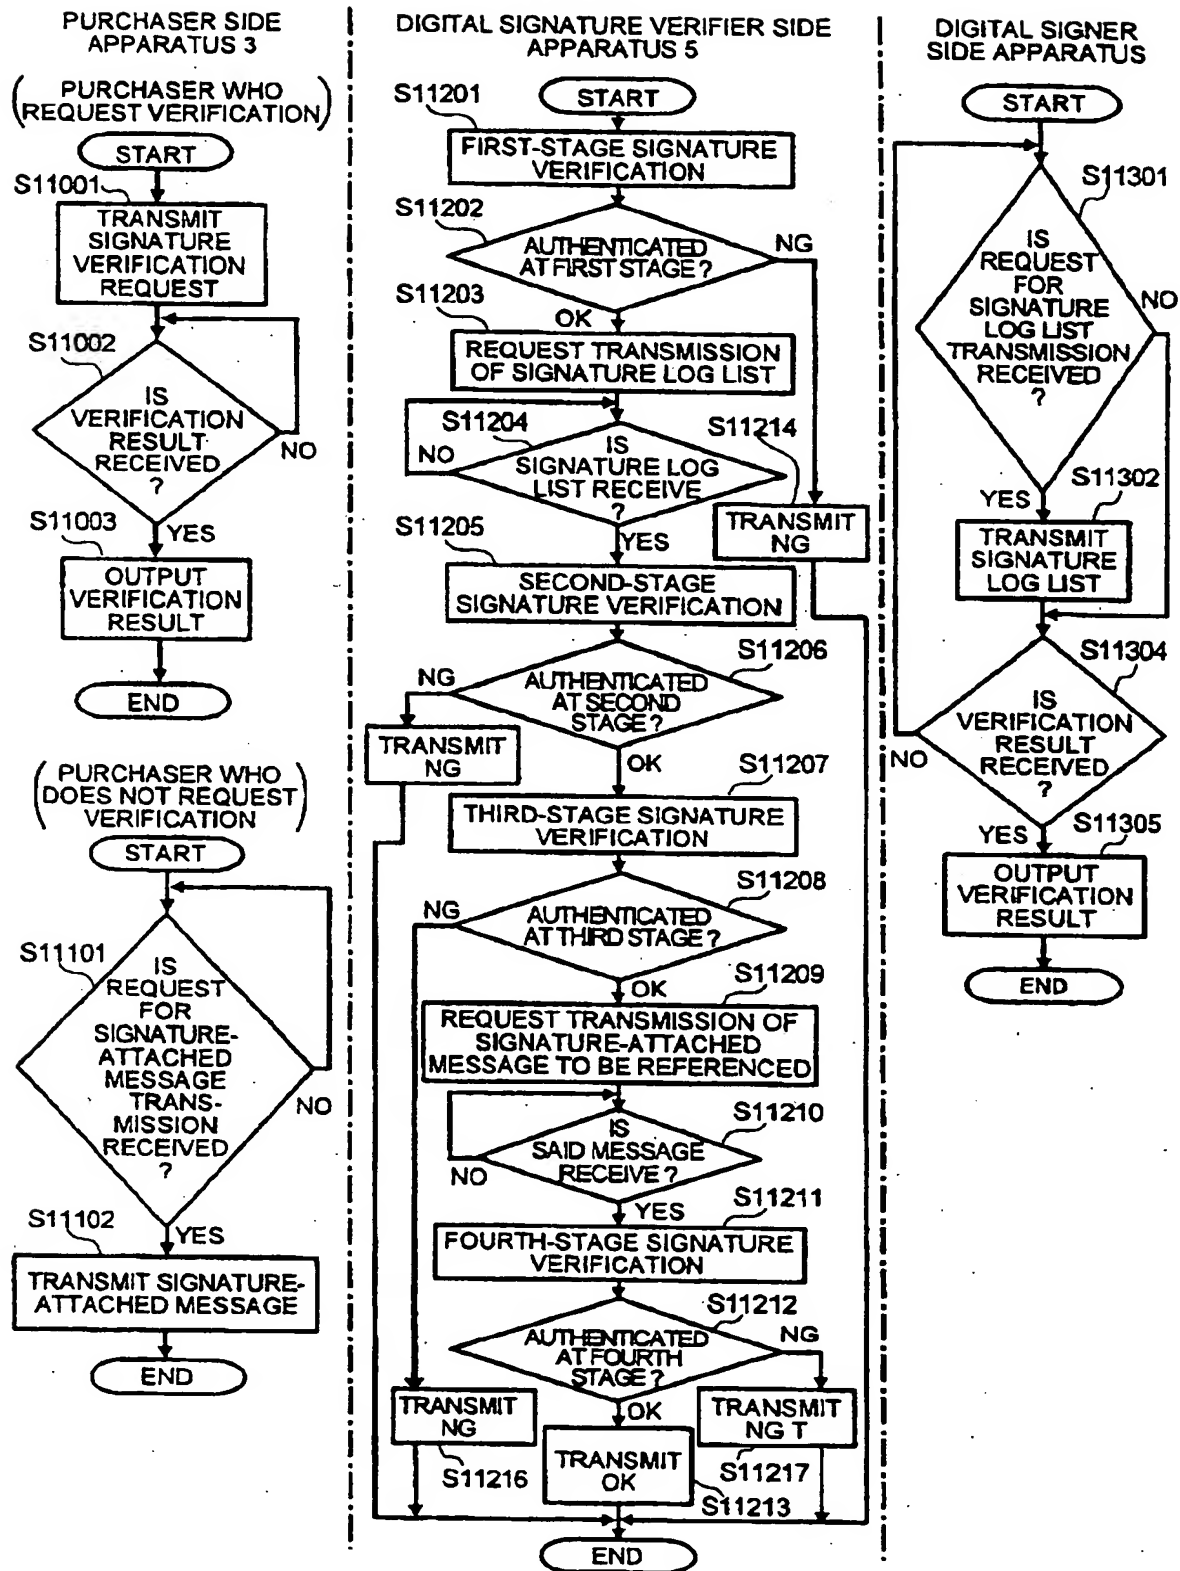 PURCHASER SIDE
APPARATUS 3
(PURCHASER WHO
REQUEST VERIFICATION)
START
S11001
TRANSMIT
SIGNATURE
VERIFICATION
REQUEST
S11002
IS
VERIFICATION
RESULT
RECEIVED
?
NO
S11003
YES
OUTPUT
VERIFICATION
RESULT
END
(PURCHASER WHO
DOES NOT REQUEST
VERIFICATION)
START
S11101
IS
REQUEST
FOR
SIGNATURE-
ATTACHED
MESSAGE
TRANS-
MISSION
RECEIVED
?
NO
S11102
YES
TRANSMIT SIGNATURE-
ATTACHED MESSAGE
END
DIGITAL SIGNATURE VERIFIER SIDE
APPARATUS 5
START
S11201
FIRST-STAGE SIGNATURE
VERIFICATION
S11202
AUTHENTICATED
AT FIRST STAGE?
NG
S11203
OK
REQUEST TRANSMISSION
OF SIGNATURE LOG LIST
S11204
IS
SIGNATURE LOG
LIST RECEIVE
?
NO
S11214
TRANSMIT
NG
S11205
YES
SECOND-STAGE
SIGNATURE VERIFICATION
S11206
AUTHENTICATED
AT SECOND
STAGE?
NG
TRANSMIT
NG
OK
S11207
THIRD-STAGE SIGNATURE
VERIFICATION
S11208
NG
AUTHENTICATED
AT THIRD STAGE?
S11209
OK
REQUEST TRANSMISSION OF
SIGNATURE-ATTACHED
MESSAGE TO BE REFERENCED
S11210
IS
SAID MESSAGE
RECEIVE?
NO
YES
S11211
FOURTH-STAGE SIGNATURE
VERIFICATION
S11212
AUTHENTICATED
AT FOURTH
STAGE?
NG
OK
TRANSMIT
NG
S11216
TRANSMIT
OK
S11213
TRANSMIT
NG T
S11217
END
DIGITAL SIGNER
SIDE APPARATUS
START
S11301
IS
REQUEST
FOR
SIGNATURE
LOG LIST
TRANSMISSION
RECEIVED
?
NO
YES
S11302
TRANSMIT
SIGNATURE
LOG LIST
S11304
IS
VERIFICATION
RESULT
RECEIVED
?
NO
YES
S11305
OUTPUT
VERIFICATION
RESULT
END